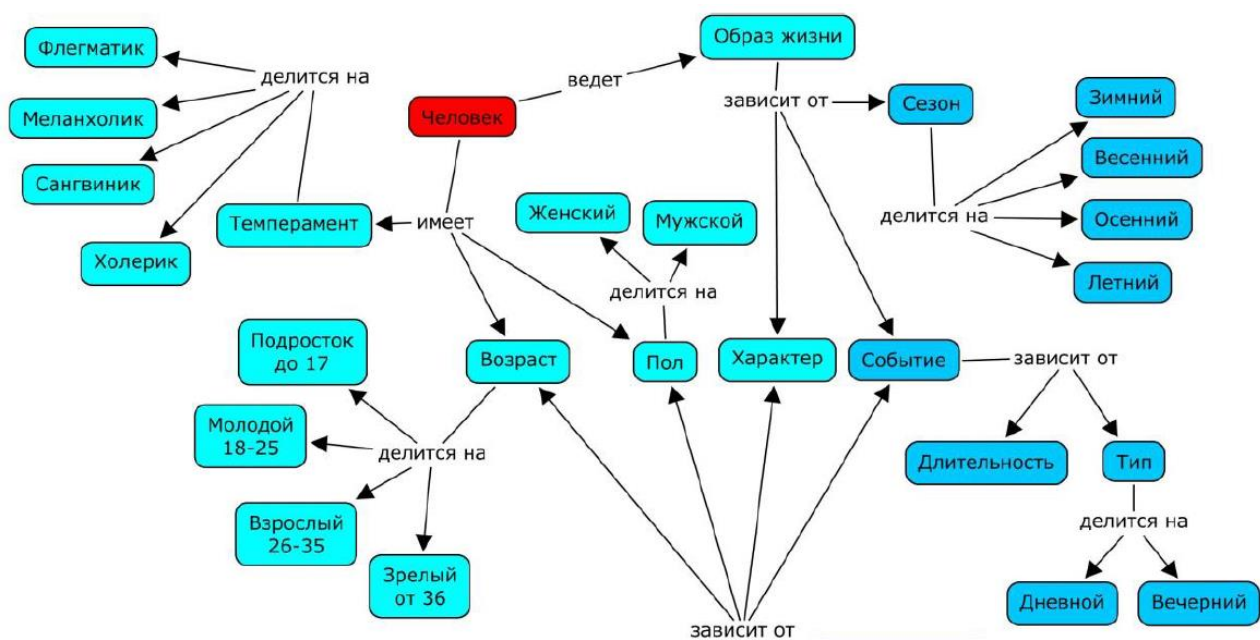 Флегматик
делится на
Образ жизни
ведет
Меланхолик
Человек
зависит от
Сезон
Зимний
Весенний
Сангвиник
Темперамент
имеет
Женский
Мужской
делится на
Осенний
Холерик
Летний
делится на
Подросток
до 17
Возраст
Пол
Характер
Событие
зависит от
Молодой
18-25
делится на
Длительность
Тип
Взрослый
26-35
делится на
Зрелый
от 36
Дневной
Вечерний
зависит от